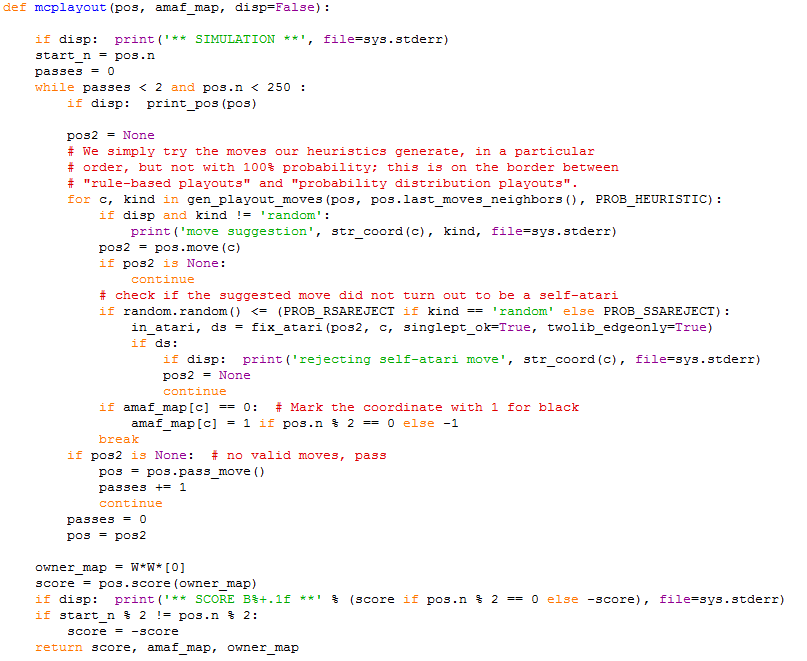 def mcplayout(pos, amaf_map, disp=False):

    if disp:  print('** SIMULATION **', file=sys.stderr)
    start_n = pos.n
    passes = 0
    while passes < 2 and pos.n < 250 :
        if disp:  print_pos(pos)

        pos2 = None
        # We simply try the moves our heuristics generate, in a particular
        # order, but not with 100% probability; this is on the border between
        # "rule-based playouts" and "probability distribution playouts".
        for c, kind in gen_playout_moves(pos, pos.last_moves_neighbors(), PROB_HEURISTIC):
            if disp and kind != 'random':
                print('move suggestion', str_coord(c), kind, file=sys.stderr)
            pos2 = pos.move(c)
            if pos2 is None:
                continue
            # check if the suggested move did not turn out to be a self-atari
            if random.random() <= (PROB_RSAREJECT if kind == 'random' else PROB_SSAREJECT):
                in_atari, ds = fix_atari(pos2, c, singlept_ok=True, twolib_edgeonly=True)
                if ds:
                    if disp:  print('rejecting self-atari move', str_coord(c), file=sys.stderr)
                    pos2 = None
                    continue
            if amaf_map[c] == 0:  # Mark the coordinate with 1 for black
                amaf_map[c] = 1 if pos.n % 2 == 0 else -1
            break
        if pos2 is None:  # no valid moves, pass
            pos = pos.pass_move()
            passes += 1
            continue
        passes = 0
        pos = pos2

    owner_map = W*W*[0]
    score = pos.score(owner_map)
    if disp:  print('** SCORE B%+.1f **' % (score if pos.n % 2 == 0 else -score), file=sys.stderr)
    if start_n % 2 != pos.n % 2:
        score = -score
    return score, amaf_map, owner_map